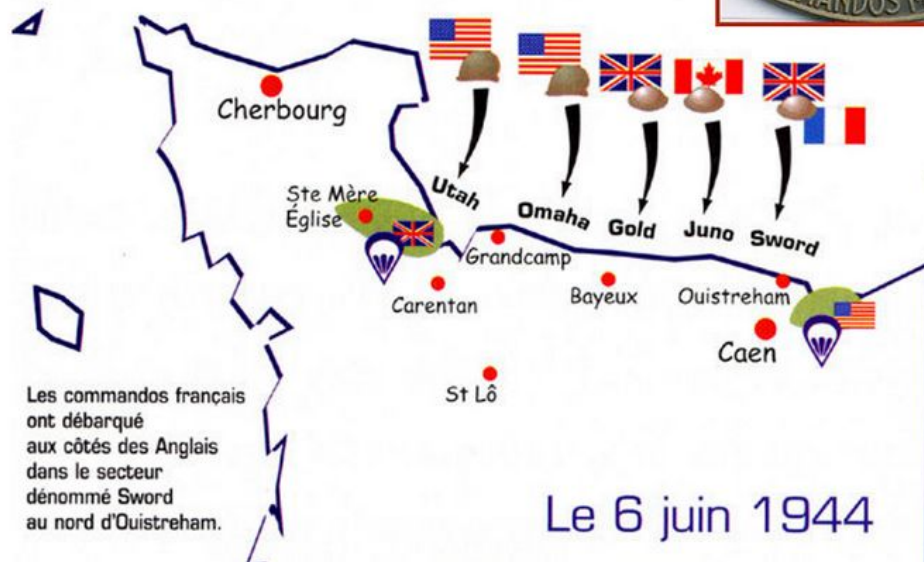 MMANDOS
Cherbourg
Utah
Omaha
Gold
Juno
Sword
Ste Mère
Église
Grandcamp
Carentan
Bayeux
Ouistreham
Caen
St Lô
Les commandos français
ont débarqué
aux côtés des Anglais
dans le secteur
dénommé Sword
au nord d'Ouistreham.
Le 6 juin 1944